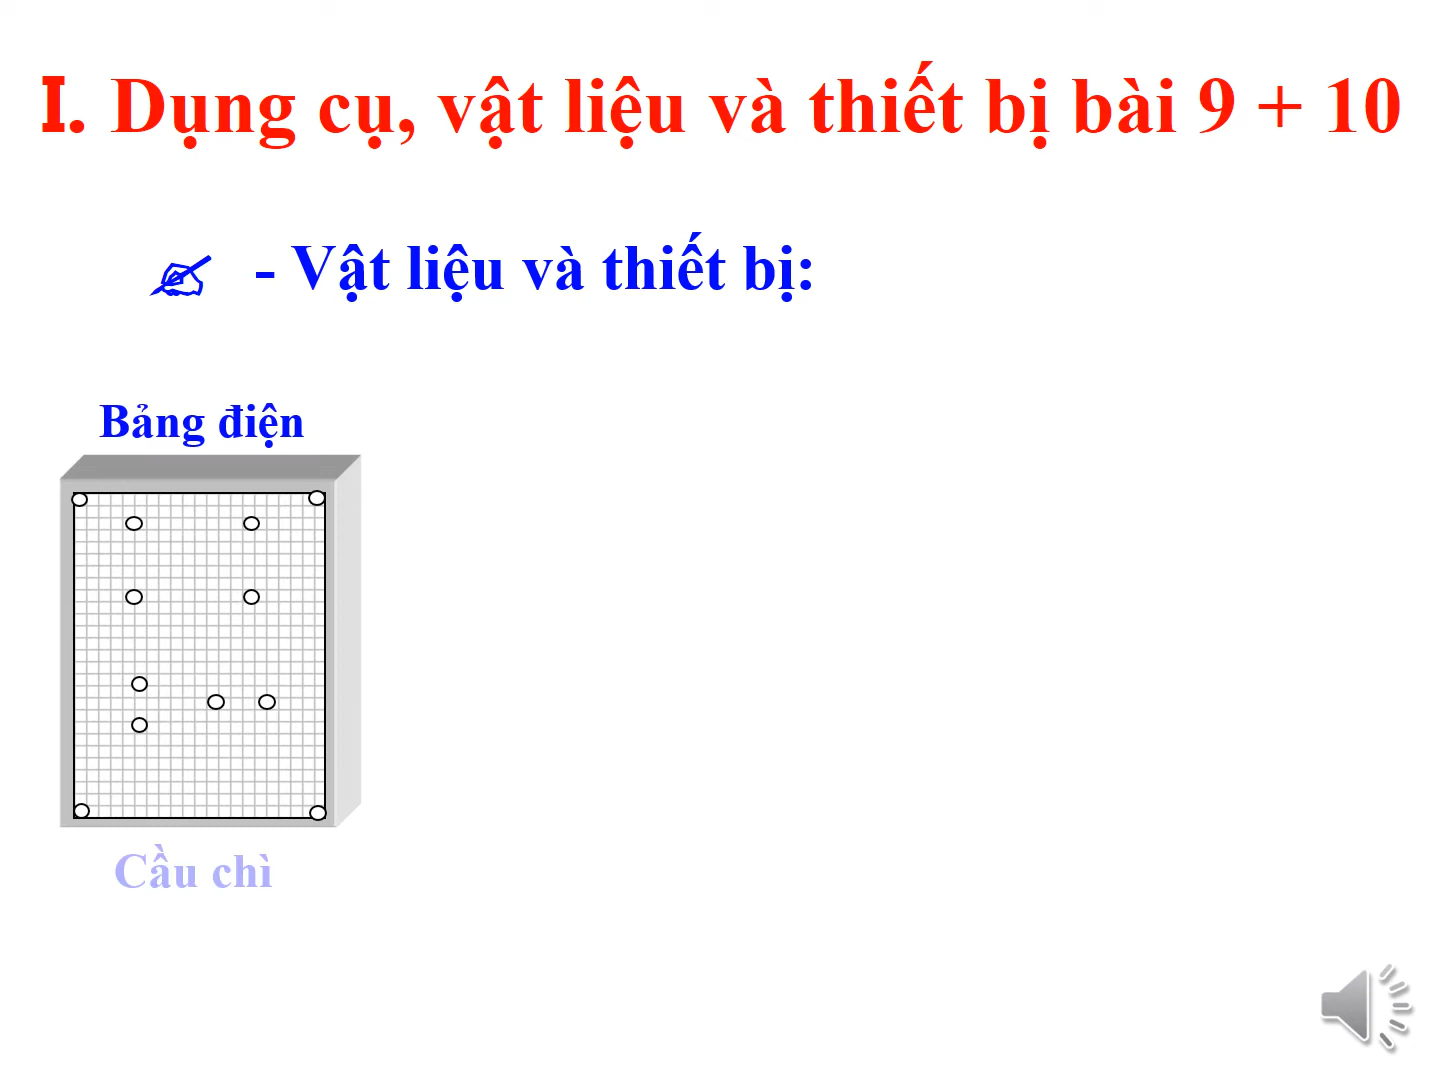 I. Dụng cụ, vật liệu và thiết bị bài 9 + 10
- Vật liệu và thiết bị:
Bảng điện
Cầu chì